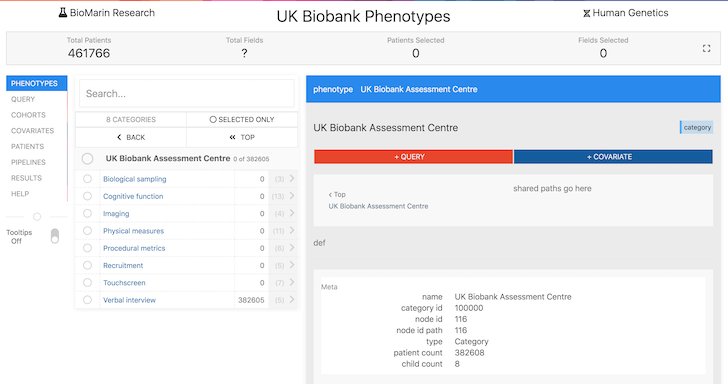 BioMarin Research
UK Biobank Phenotypes
Human Genetics
Total Patients
461766
Total Fields
?
Patients Selected
0
Fields Selected
0
PHENOTYPES
QUERY
COHORTS
COVARIATES
PATIENTS
PIPELINES
RESULTS
HELP
Tooltips
Off
Search...
8 CATEGORIES
SELECTED ONLY
BACK
TOP
UK Biobank Assessment Centre 0 of 382605
Biological sampling 0 (3)
Cognitive function 0 (13)
Imaging 0 (4)
Physical measures 0 (11)
Procedural metrics 0 (6)
Recruitment 0 (5)
Touchscreen 0 (7)
Verbal interview 382605 (6)
phenotype UK Biobank Assessment Centre
UK Biobank Assessment Centre
category
+ QUERY
+ COVARIATE
shared paths go here
< Top
UK Biobank Assessment Centre
def
Meta
name UK Biobank Assessment Centre
category id 100000
node id 116
node id path 116
type Category
patient count 382608
child count 8